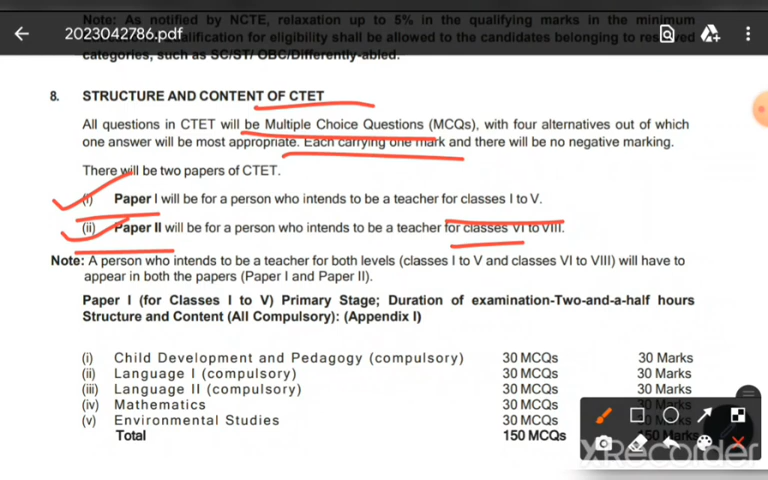 Note: As notified by NCTE, relaxation up to 5% in the qualifying marks in the minimum
2023042786.pdf
alification for eligibility shall be allowed to the candidates belonging to
categories, such as SC/ST/ OBC/Differently-abled.
8. STRUCTURE AND CONTENT OF CTET
All questions in CTET will be Multiple Choice Questions (MCQs), with four alternatives out of which
one answer will be most appropriate. Each carrying one mark and there will be no negative marking.
There will be two papers of CTET.
(i) Paper I will be for a person who intends to be a teacher for classes I to V.
(ii) Paper II will be for a person who intends to be a teacher for classes VI to VIII.
Note: A person who intends to be a teacher for both levels (classes I to V and classes VI to VIII) will have to
appear in both the papers (Paper I and Paper II).
Paper I (for Classes I to V) Primary Stage; Duration of examination-Two-and-a-half hours
Structure and Content (All Compulsory): (Appendix I)
(i) Child Development and Pedagogy (compulsory) 30 MCQs 30 Marks
(ii) Language I (compulsory) 30 MCQs 30 Marks
(iii) Language II (compulsory) 30 MCQs 30 Marks
(iv) Mathematics 30 MCQs 30 Marks
(v) Environmental Studies 30 MCQs 30 Marks
Total 150 MCQs 150 Marks
XRecorder